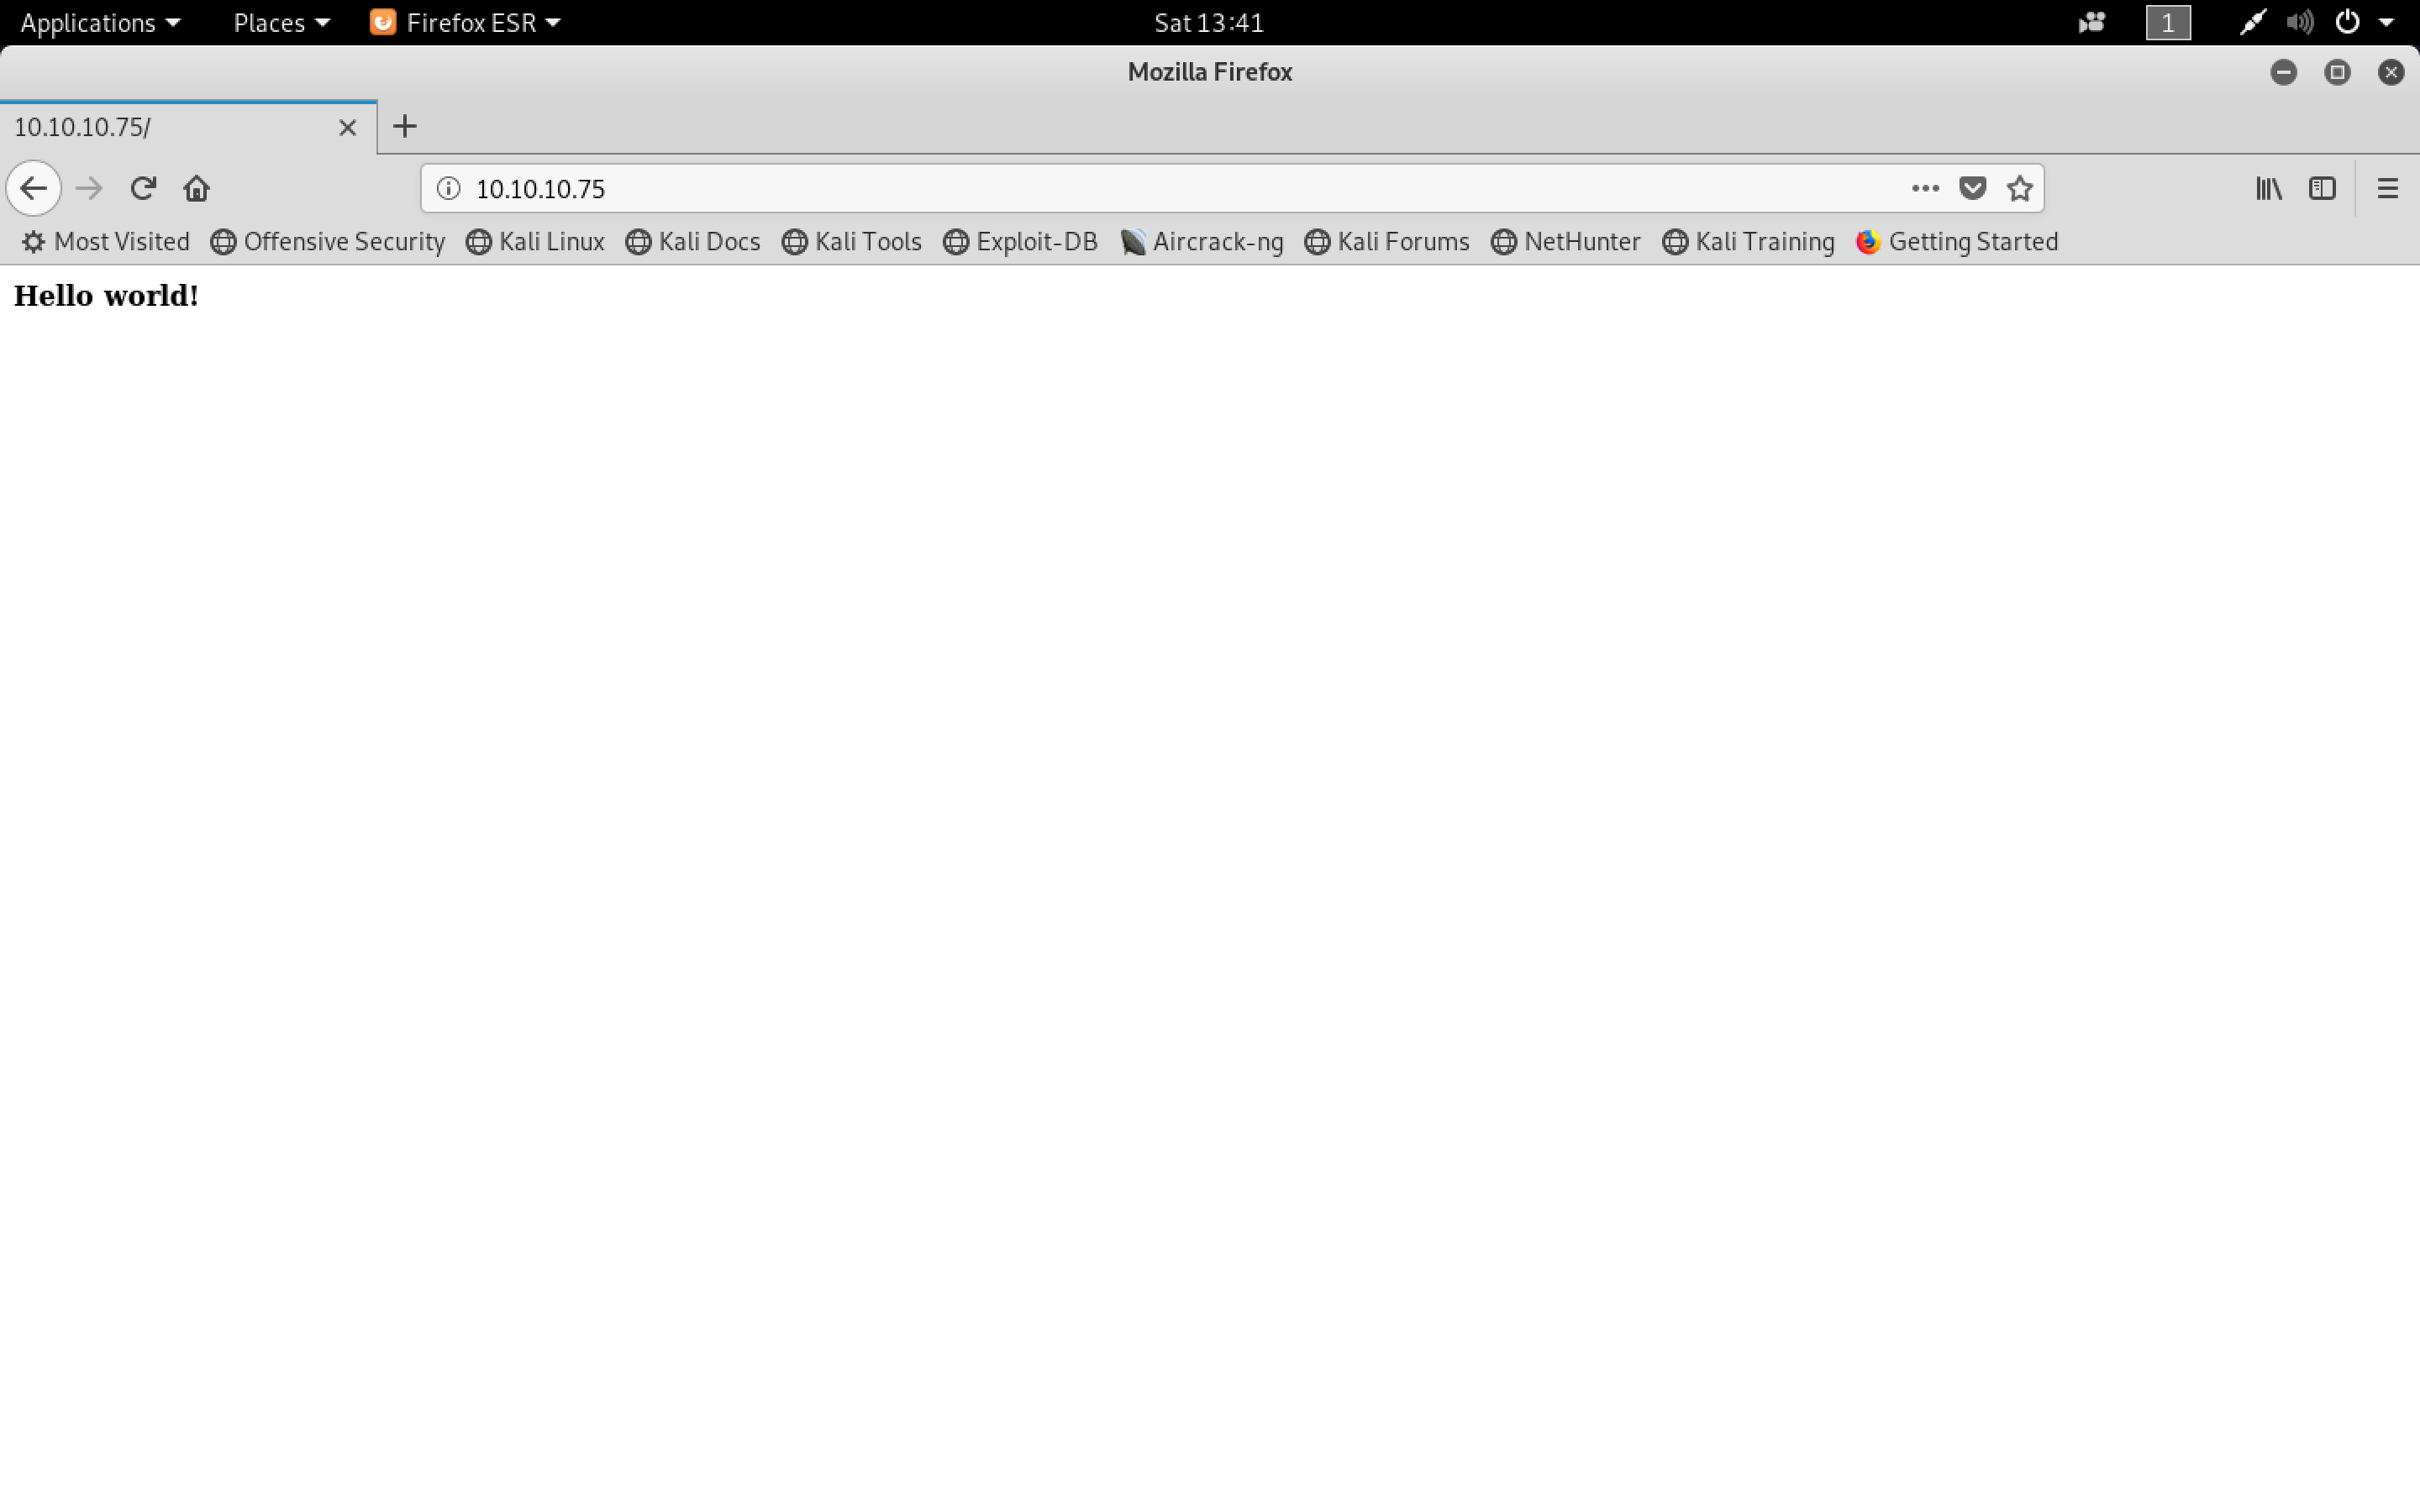 Applications Places Firefox ESR Sat 13:41 1
Mozilla Firefox
10.10.10.75/
10.10.10.75
Most Visited Offensive Security Kali Linux Kali Docs Kali Tools Exploit-DB Aircrack-ng Kali Forums NetHunter Kali Training Getting Started
Hello world!